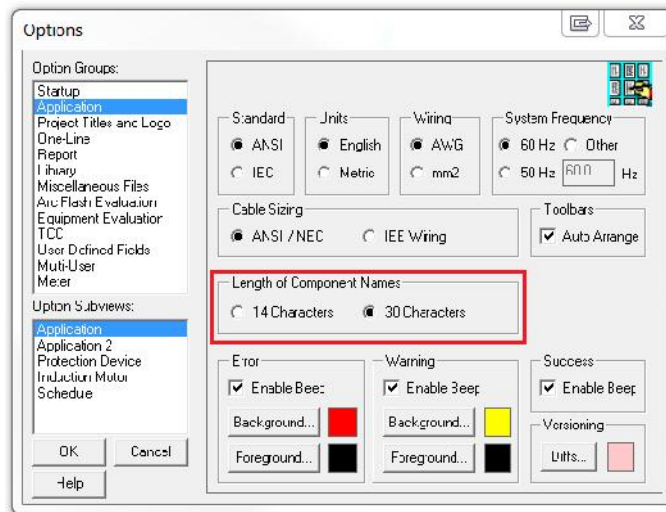 Options
Option Groups:
Startup
Application
Project Titles and Logo
One-Line
Report
Library
Miscellaneous Files
Arc Flash Evaluation
Equipment Evaluation
TCC
User Defined Fields
Multi-User
Meter
Option Subviews:
Application
Application 2
Protection Device
Induction Motor
Schedule
OK Cancel
Help
Standard
ANSI
IEC
Units
English
Metric
Wiring
AWG
mm2
System Frequency
60 Hz Other
50 Hz 60.0 Hz
Cable Sizing
ANSI / NEC IEE Wiring
Toolbars
Auto Arrange
Length of Component Names
14 Characters 30 Characters
Error
Enable Beep
Background...
Foreground...
Warning
Enable Beep
Background...
Foreground...
Success
Enable Beep
Versioning
Diffs...